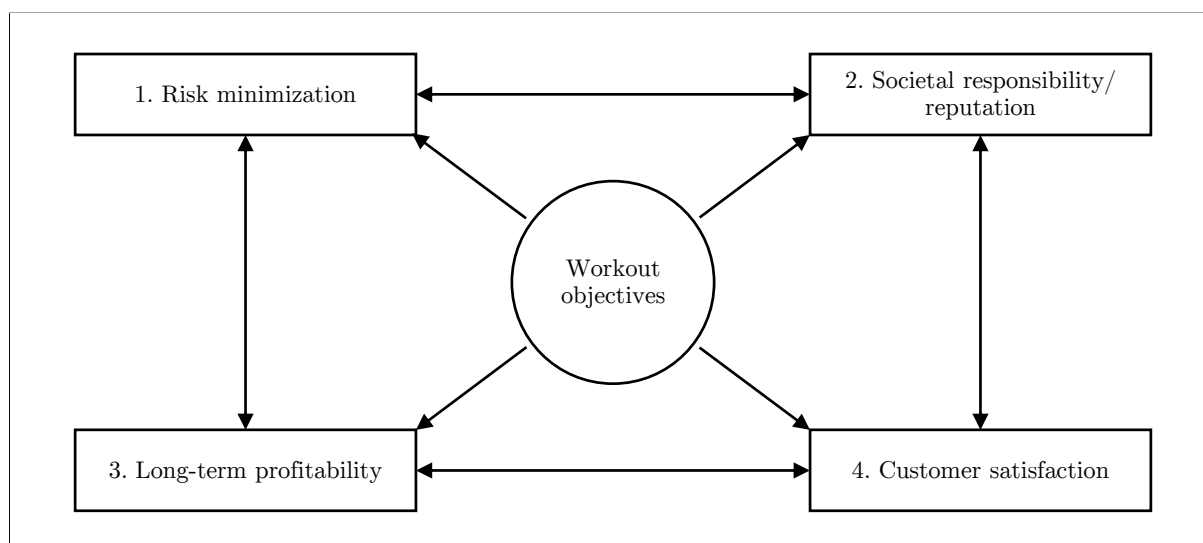 1. Risk minimization
2. Societal responsibility/
reputation
Workout
objectives
3. Long-term profitability
4. Customer satisfaction